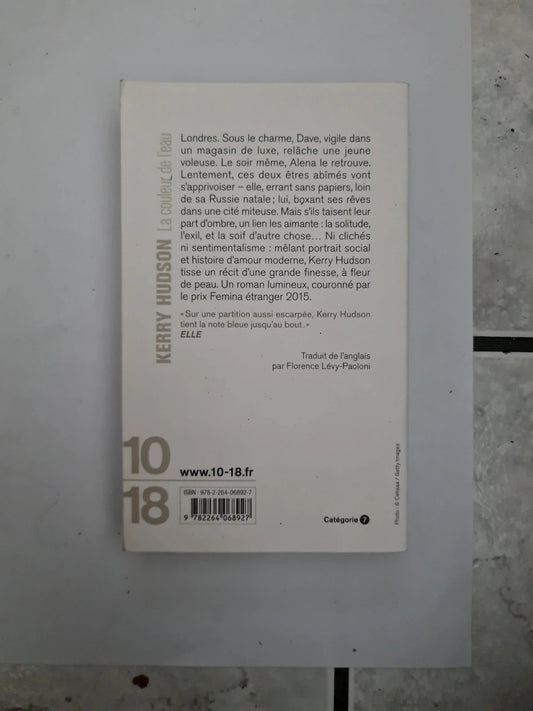 KERRY HUDSON La couleur de l'eau
Londres. Sous le charme, Dave, vigile dans
un magasin de luxe, relâche une jeune
voleuse. Le soir même, Alena le retrouve.
Lentement, ces deux êtres abîmés vont
s'apprivoiser – elle, errant sans papiers, loin
de sa Russie natale ; lui, boxant ses rêves
dans une cité miteuse. Mais s'ils taisent leur
part d'ombre, un lien les aimante : la solitude,
l'exil, et la soif d'autre chose... Ni clichés
ni sentimentalisme : mêlant portrait social
et histoire d'amour moderne, Kerry Hudson
tisse un récit d'une grande finesse, à fleur
de peau. Un roman lumineux, couronné par
le prix Femina étranger 2015.
« Sur une partition aussi escarpée, Kerry Hudson
tient la note bleue jusqu'au bout. »
ELLE
Traduit de l'anglais
par Florence Lévy-Paoloni
10
18
www.10-18.fr
ISBN : 978-2-264-06892-7
9 782264 068927
Catégorie 7
Photo : © Celiaaa / Getty Images